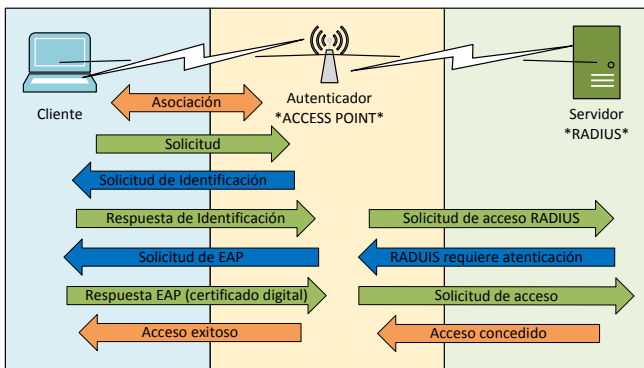 Cliente
Autenticador
*ACCESS POINT*
Servidor
*RADIUS*
Asociación
Solicitud
Solicitud de Identificación
Respuesta de Identificación
Solicitud de acceso RADIUS
Solicitud de EAP
RADUIS requiere atenticación
Respuesta EAP (certificado digital)
Solicitud de acceso
Acceso exitoso
Acceso concedido